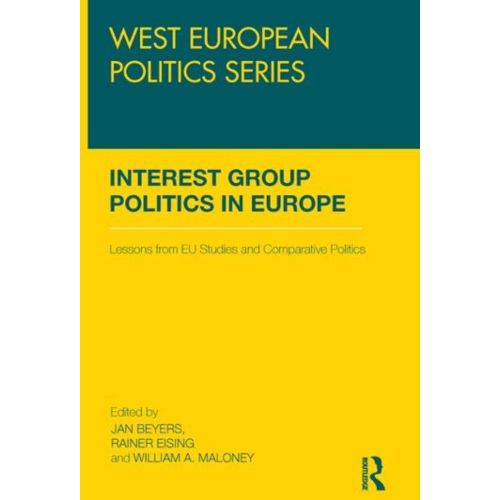 WEST EUROPEAN
POLITICS SERIES
INTEREST GROUP
POLITICS IN EUROPE
Lessons from EU Studies and Comparative Politics
Edited by
JAN BEYERS,
RAINER EISING
and WILLIAM A. MALONEY
ROUTLEDGE